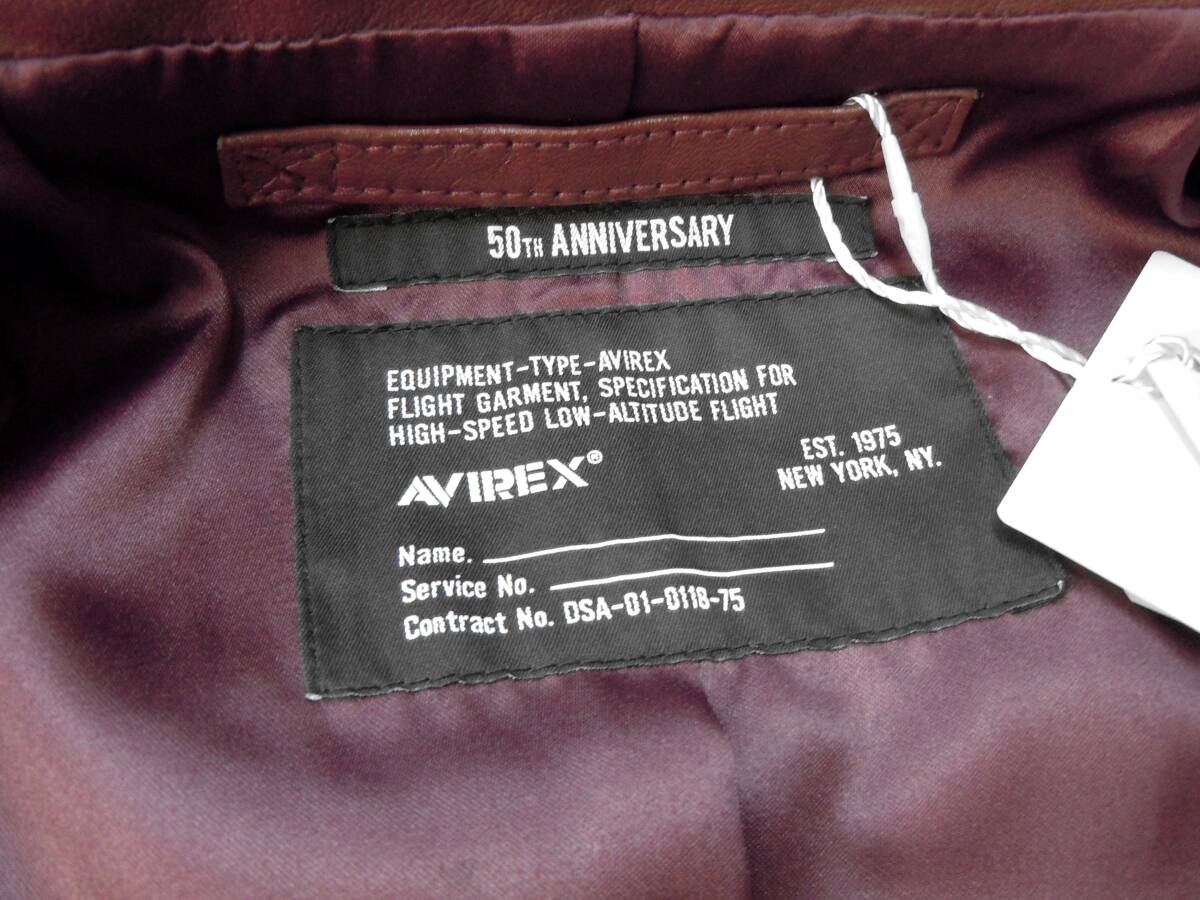 50TH ANNIVERSARY
EQUIPMENT-TYPE-AVIREX
FLIGHT GARMENT, SPECIFICATION FOR
HIGH-SPEED LOW-ALTITUDE FLIGHT
AVIREX®
EST. 1975
NEW YORK, NY.
Name.
Service No.
Contract No. DSA-01-0118-75